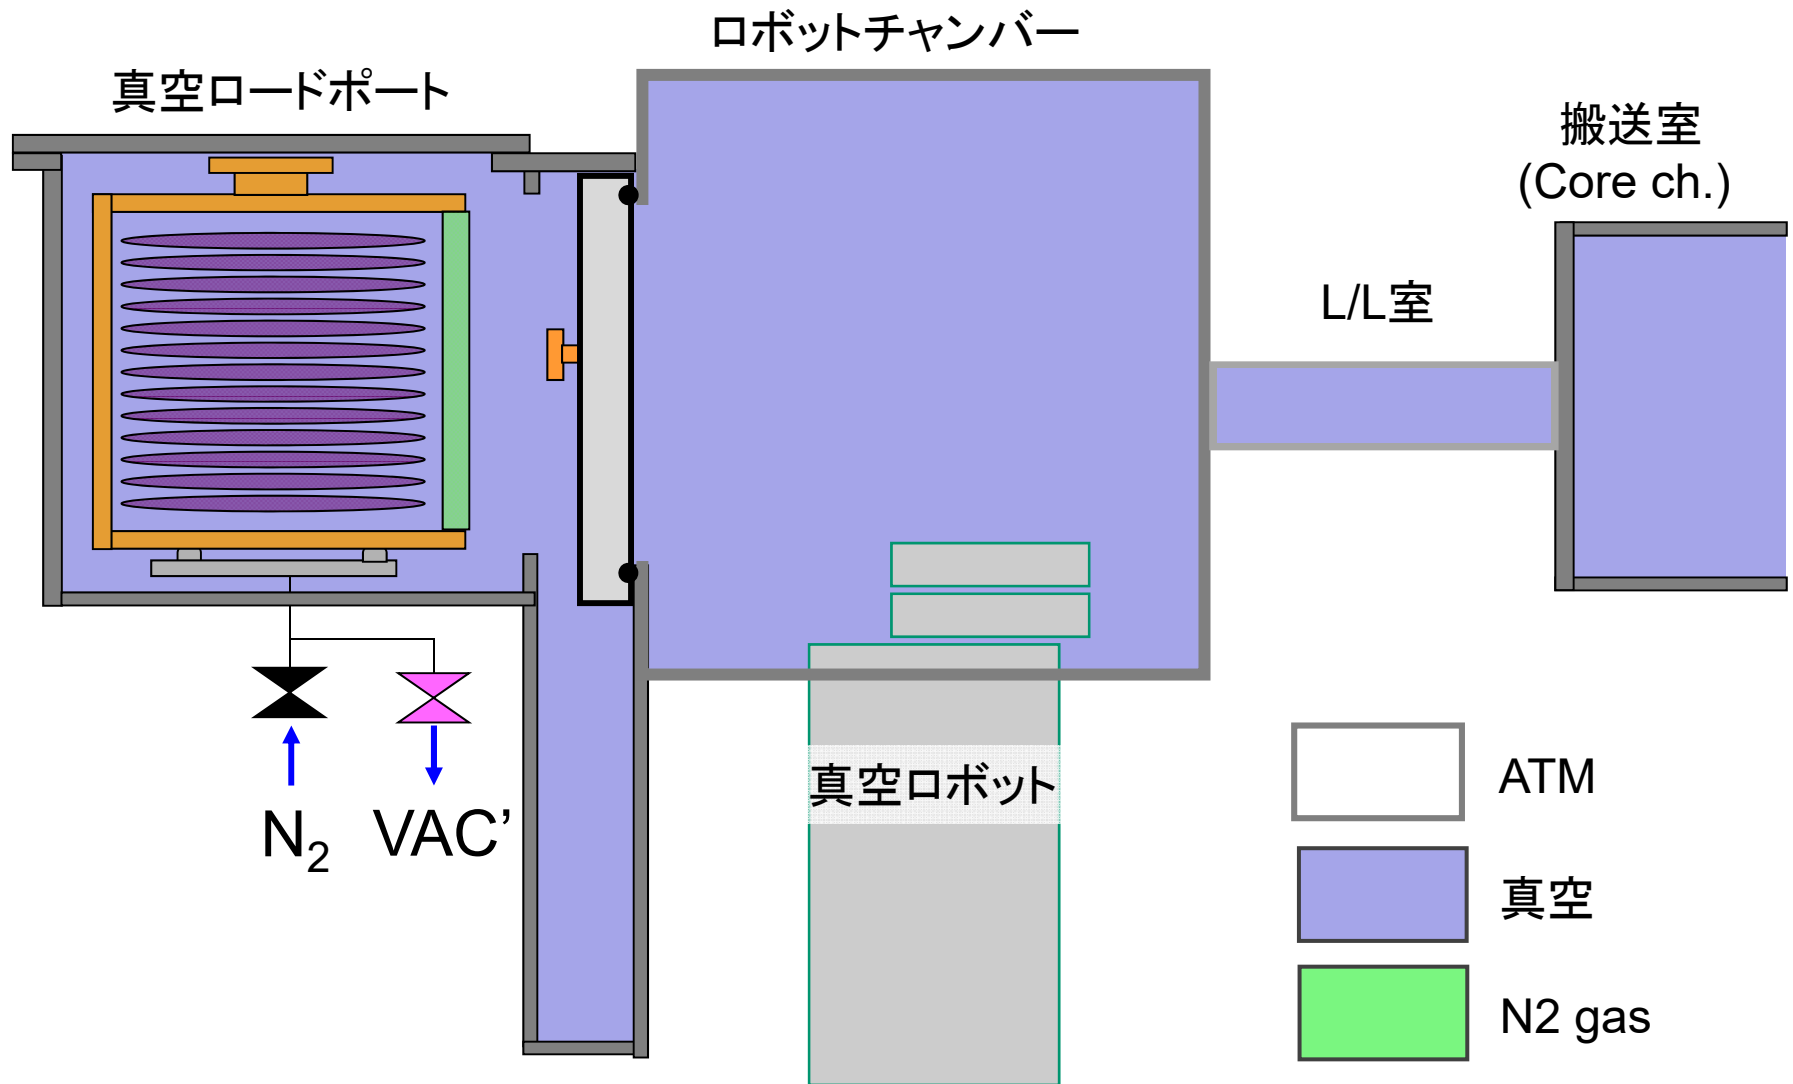 ロボットチャンバー
真空ロードポート
搬送室
(Core ch.)
L/L室
真空ロボット
N2
VAC’
ATM
真空
N2 gas